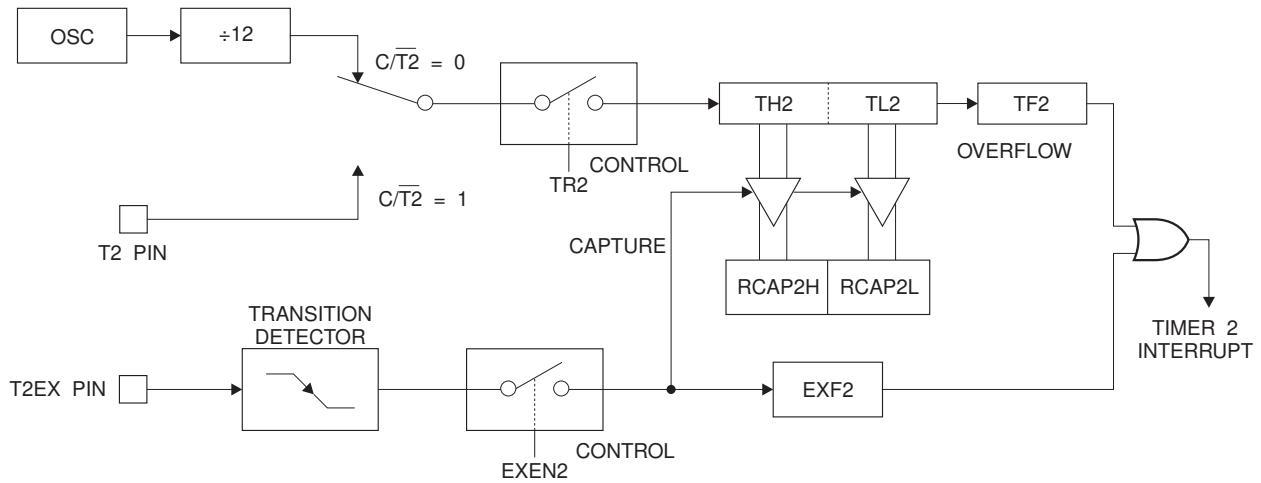 OSC
÷12
C/T2 = 0
TH2
TL2
TF2
OVERFLOW
CONTROL
TR2
C/T2 = 1
T2 PIN
CAPTURE
RCAP2H
RCAP2L
TRANSITION
DETECTOR
TIMER 2
INTERRUPT
T2EX PIN
EXF2
CONTROL
EXEN2